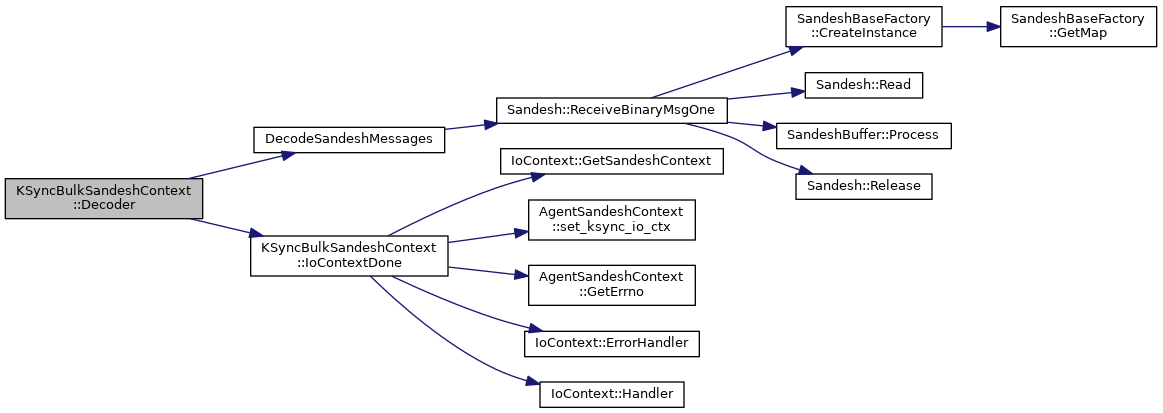 KSyncBulkSandeshContext
::Decoder
DecodeSandeshMessages
Sandesh::ReceiveBinaryMsgOne
SandeshBaseFactory
::CreateInstance
SandeshBaseFactory
::GetMap
Sandesh::Read
SandeshBuffer::Process
Sandesh::Release
KSyncBulkSandeshContext
::IoContextDone
IoContext::GetSandeshContext
AgentSandeshContext
::set_ksync_io_ctx
AgentSandeshContext
::GetErrno
IoContext::ErrorHandler
IoContext::Handler